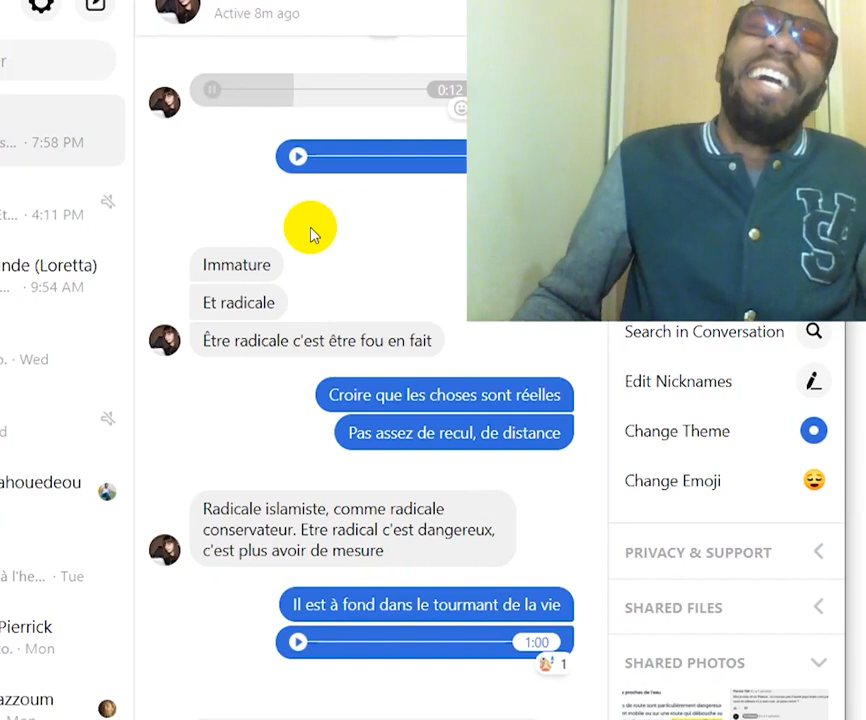 Active 8m ago
r
0:12
s... · 7:58 PM
Et... · 4:11 PM
Immature
nde (Loretta)
... · 9:54 AM
Et radicale
Être radicale c'est être fou en fait
o. · Wed
Croire que les choses sont réelles
Pas assez de recul, de distance
d
ahouedeou
Radicale islamiste, comme radicale
conservateur. Etre radical c'est dangereux,
c'est plus avoir de mesure
à l'he... · Tue
Il est à fond dans le tourmant de la vie
Pierrick
1:00
o. · Mon
1
azzoum
Search in Conversation
Edit Nicknames
Change Theme
Change Emoji
PRIVACY & SUPPORT
SHARED FILES
SHARED PHOTOS